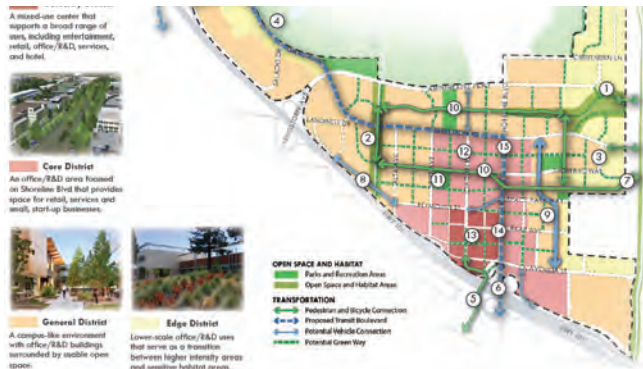 A mixed-use center that
supports a broad range of
uses, including entertainment,
retail, office/R&D, services,
and hotel.
Core District
An office/R&D area focused
on Shoreline Blvd that provides
space for retail, services and
small, start-up businesses.
General District
A campus-like environment
with office/R&D buildings
surrounded by usable open
space.
Edge District
Lower-scale office/R&D uses
that serve as a transition
between higher intensity areas
and sensitive habitat areas.
OPEN SPACE AND HABITAT
Parks and Recreation Areas
Open Space and Habitat Areas
TRANSPORTATION
Pedestrian and Bicycle Connection
Proposed Transit Boulevard
Potential Vehicle Connection
Potential Green Way
4
1
10
2
15
12
3
10
11
8
7
9
13
14
5
6